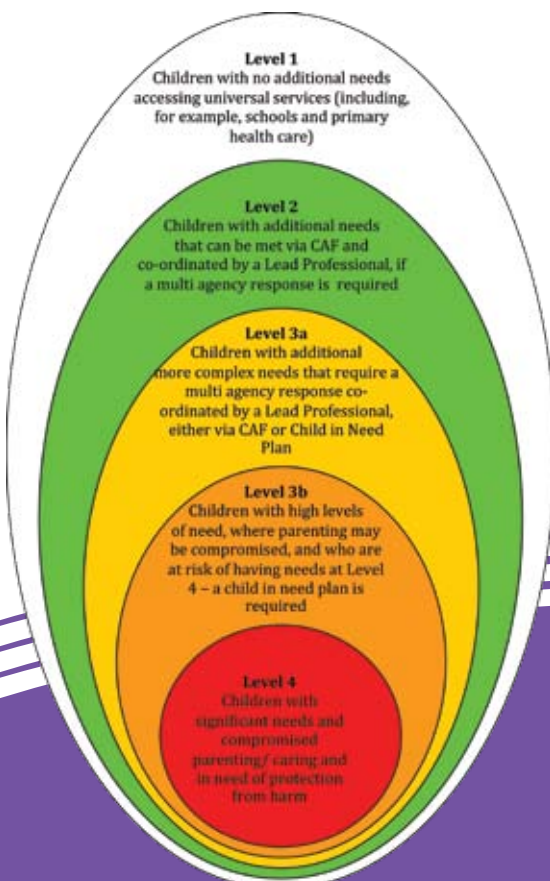 Level 1
Children with no additional needs
accessing universal services (including,
for example, schools and primary
health care)
Level 2
Children with additional needs
that can be met via CAF and
co-ordinated by a Lead Professional, if
a multi agency response is required
Level 3a
Children with additional
more complex needs that require a
multi agency response co-
ordinated by a Lead Professional,
either via CAF or Child in Need
Plan
Level 3b
Children with high levels
of need, where parenting may
be compromised, and who are
at risk of having needs at Level
4 – a child in need plan is
required
Level 4
Children with
significant needs and
compromised
parenting/ caring and
in need of protection
from harm